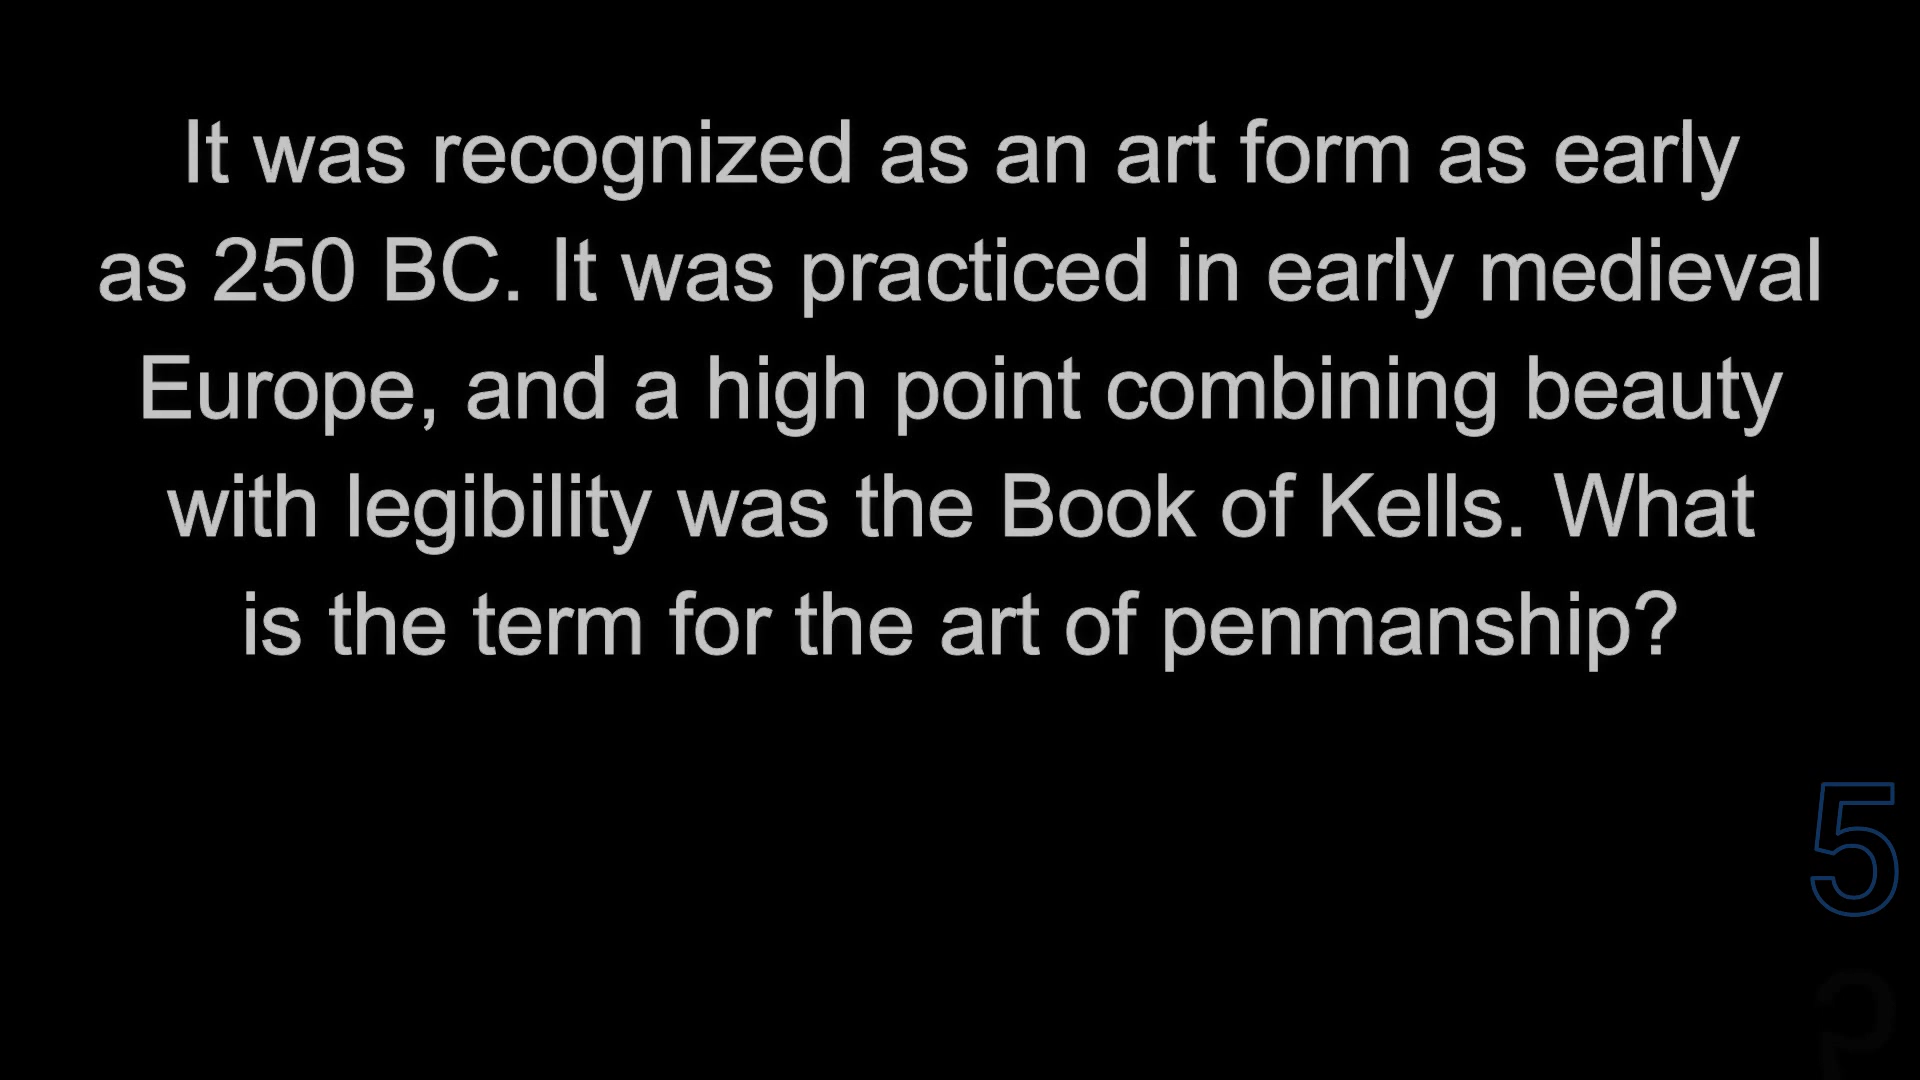 It was recognized as an art form as early
as 250 BC. It was practiced in early medieval
Europe, and a high point combining beauty
with legibility was the Book of Kells. What
is the term for the art of penmanship?
5